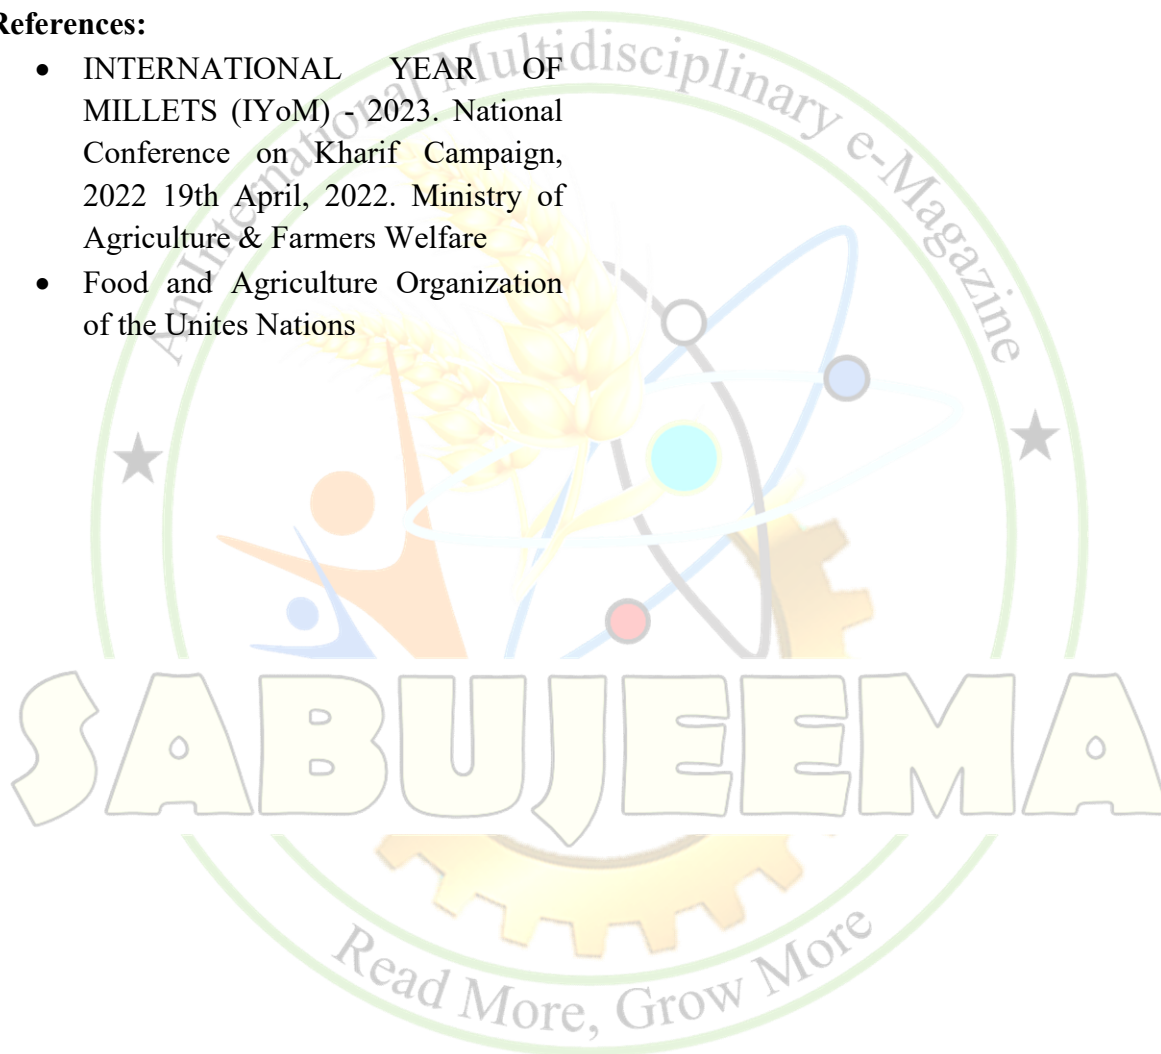 References:
• INTERNATIONAL YEAR OF
MILLETS (IYoM) - 2023. National
Conference on Kharif Campaign,
2022 19th April, 2022. Ministry of
Agriculture & Farmers Welfare
• Food and Agriculture Organization
of the Unites Nations
An International Multidisciplinary e-Magazine
SABUJEEMA
Read More, Grow More